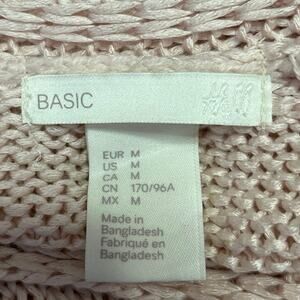 BASIC
H&M
EUR M
US M
CA M
CN 170/96A
MX M
Made in
Bangladesh
Fabriqué en
Bangladesh